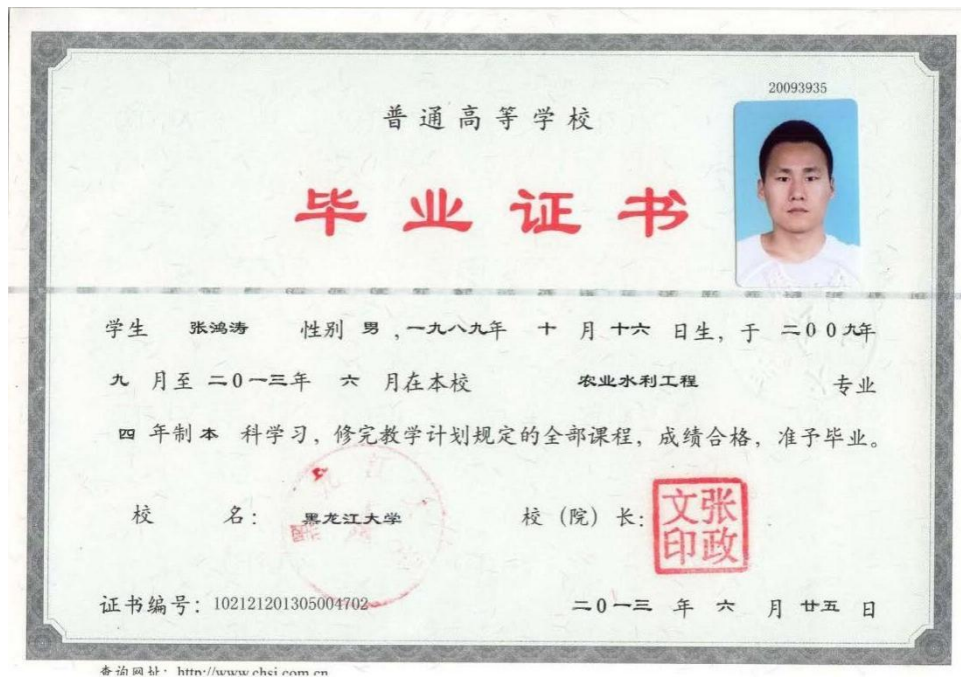 20093935
普通高等学校
毕业证书
学生 张鸿涛 性别 男 ,一九八九年 十 月 十六 日生, 于 二00九年
九 月至 二0一三年 六 月在本校 农业水利工程 专业
四 年制 本 科学习, 修完教学计划规定的全部课程, 成绩合格, 准予毕业。
校 名: 黑龙江大学 校 (院) 长: 张政文印
证书编号: 102121201305004702 二0一三 年 六 月 廿五 日
查询网址: http://www.chsi.com.cn